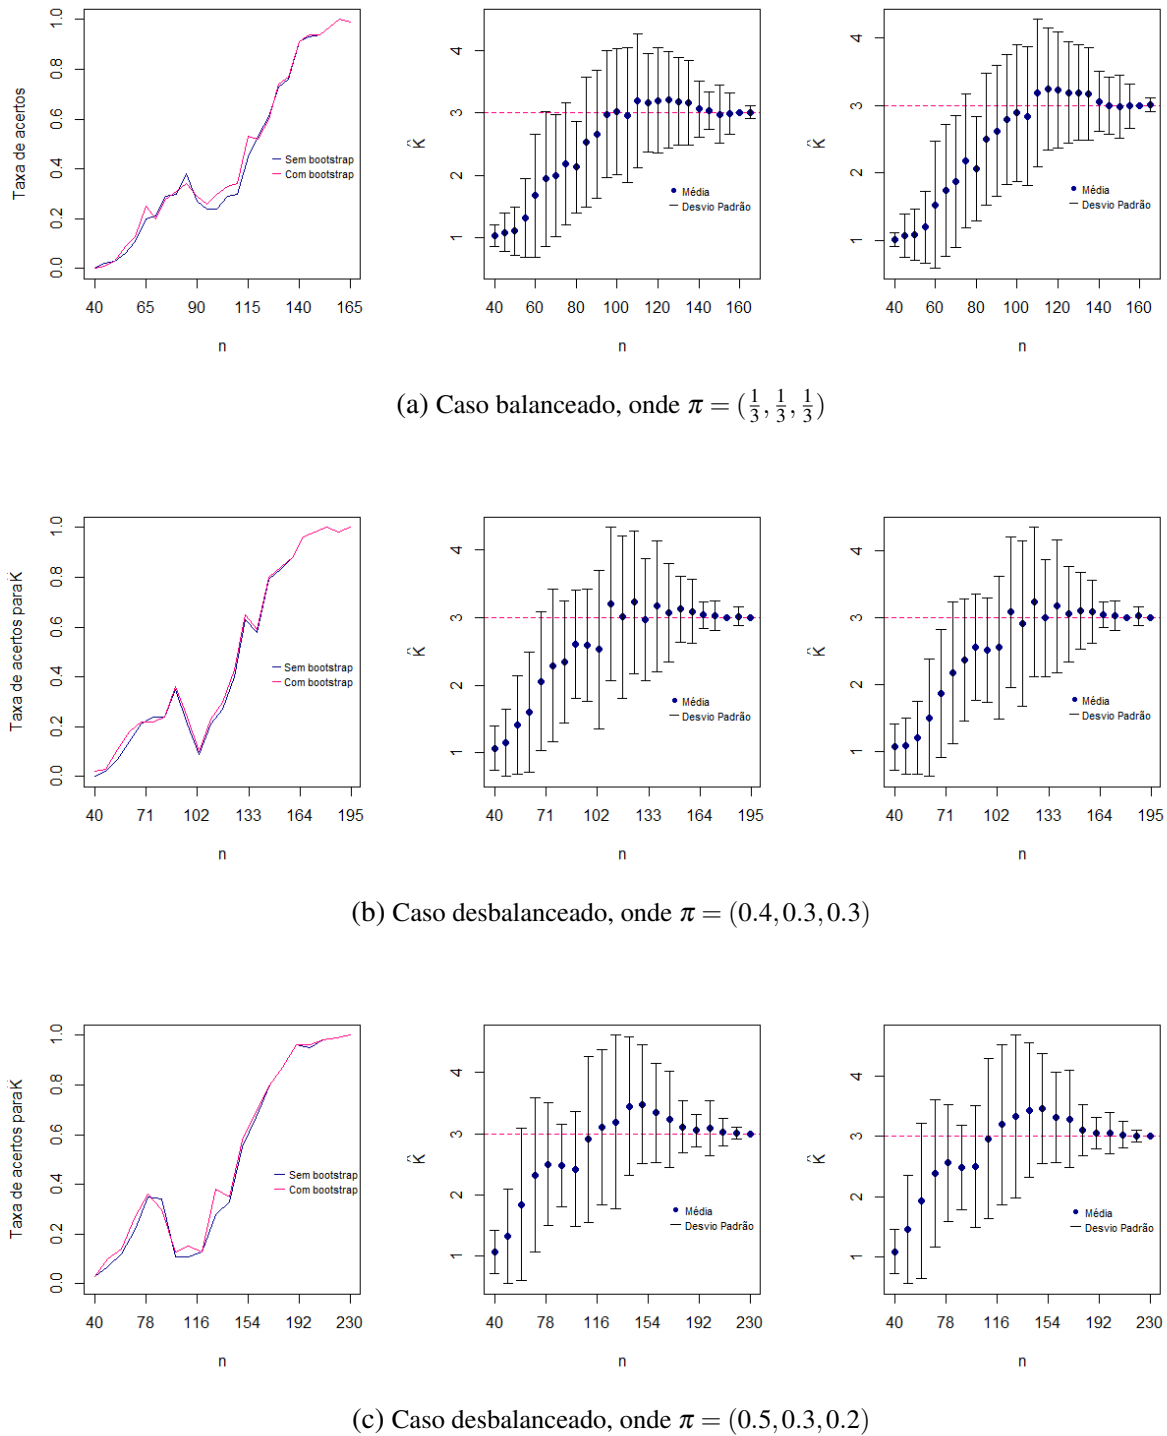 Taxa de acertos
0.0 0.2 0.4 0.6 0.8 1.0
Sem bootstrap
Com bootstrap
40 65 90 115 140 165
n
K̂
1 2 3 4
Média
Desvio Padrão
40 60 80 100 120 140 160
n
K̂
1 2 3 4
Média
Desvio Padrão
40 60 80 100 120 140 160
n
(a) Caso balanceado, onde π = (1/3, 1/3, 1/3)
Taxa de acertos para K
0.0 0.2 0.4 0.6 0.8 1.0
Sem bootstrap
Com bootstrap
40 71 102 133 164 195
n
K̂
1 2 3 4
Média
Desvio Padrão
40 71 102 133 164 195
n
K̂
1 2 3 4
Média
Desvio Padrão
40 71 102 133 164 195
n
(b) Caso desbalanceado, onde π = (0.4, 0.3, 0.3)
Taxa de acertos para K
0.0 0.2 0.4 0.6 0.8 1.0
Sem bootstrap
Com bootstrap
40 78 116 154 192 230
n
K̂
1 2 3 4
Média
Desvio Padrão
40 78 116 154 192 230
n
K̂
1 2 3 4
Média
Desvio Padrão
40 78 116 154 192 230
n
(c) Caso desbalanceado, onde π = (0.5, 0.3, 0.2)